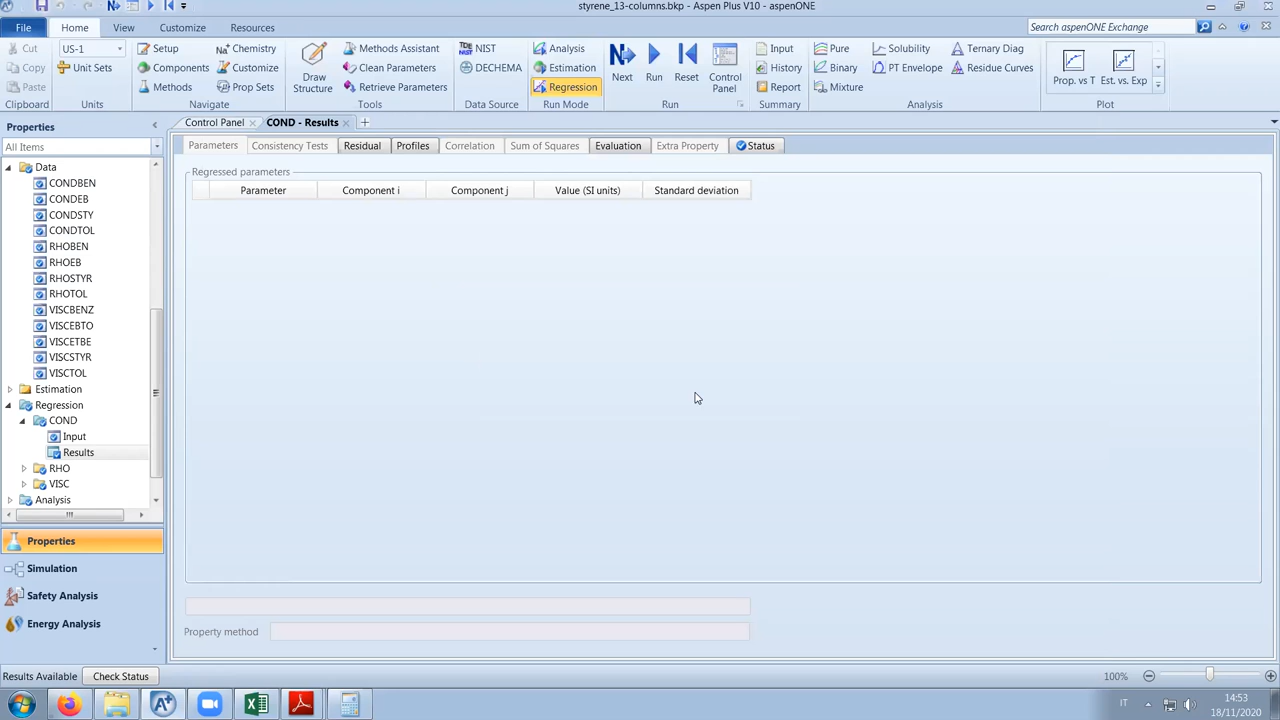 styrene_13-columns.bkp - Aspen Plus V10 - aspenONE
File Home View Customize Resources
Search aspenONE Exchange
Cut US-1 Setup Chemistry Methods Assistant NIST Analysis Input Pure Solubility Ternary Diag
Copy Unit Sets Components Customize Clean Parameters DECHEMA Estimation History Binary PT Envelope Residue Curves
Paste Methods Prop Sets Draw Structure Retrieve Parameters Regression Next Run Reset Control Panel Report Mixture Prop. vs T Est. vs. Exp
Clipboard Units Navigate Tools Data Source Run Mode Run Summary Analysis Plot
Properties
All Items
Control Panel COND - Results
Parameters Consistency Tests Residual Profiles Correlation Sum of Squares Evaluation Extra Property Status
Regressed parameters
Parameter Component i Component j Value (SI units) Standard deviation
Data
CONDBEN
CONDEB
CONDSTY
CONDTOL
RHOBEN
RHOEB
RHOSTYR
RHOTOL
VISCBENZ
VISCEBTO
VISCETBE
VISCSTYR
VISCTOL
Estimation
Regression
COND
Input
Results
RHO
VISC
Analysis
Properties
Simulation
Safety Analysis
Energy Analysis
Property method
Results Available Check Status
100%
IT
14:53
18/11/2020